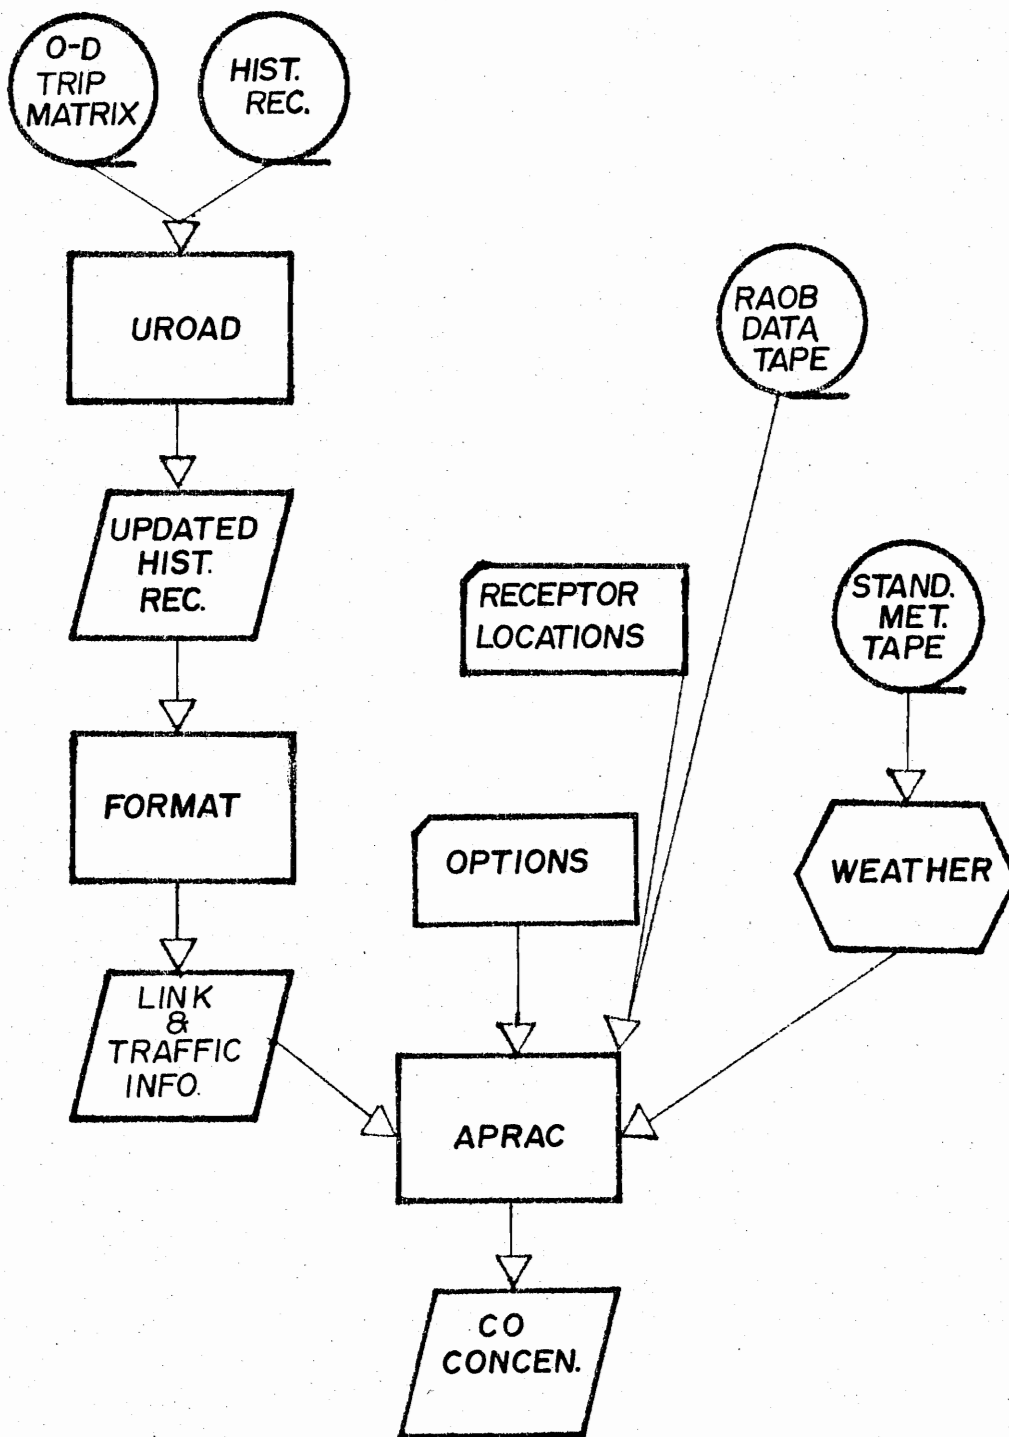 O-D
TRIP
MATRIX
HIST.
REC.
UROAD
RAOB
DATA
TAPE
UPDATED
HIST.
REC.
RECEPTOR
LOCATIONS
STAND.
MET.
TAPE
FORMAT
OPTIONS
WEATHER
LINK
&
TRAFFIC
INFO.
APRAC
CO
CONCEN.